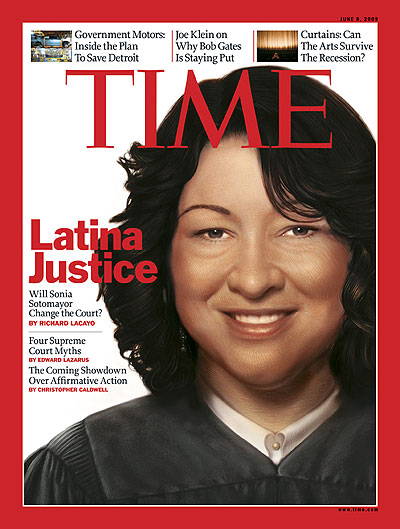 JUNE 8, 2009
Government Motors:
Inside the Plan
To Save Detroit
Joe Klein on
Why Bob Gates
Is Staying Put
Curtains: Can
The Arts Survive
The Recession?
TIME
Latina
Justice
Will Sonia
Sotomayor
Change the Court?
BY RICHARD LACAYO
Four Supreme
Court Myths
BY EDWARD LAZARUS
The Coming Showdown
Over Affirmative Action
BY CHRISTOPHER CALDWELL
www.time.com